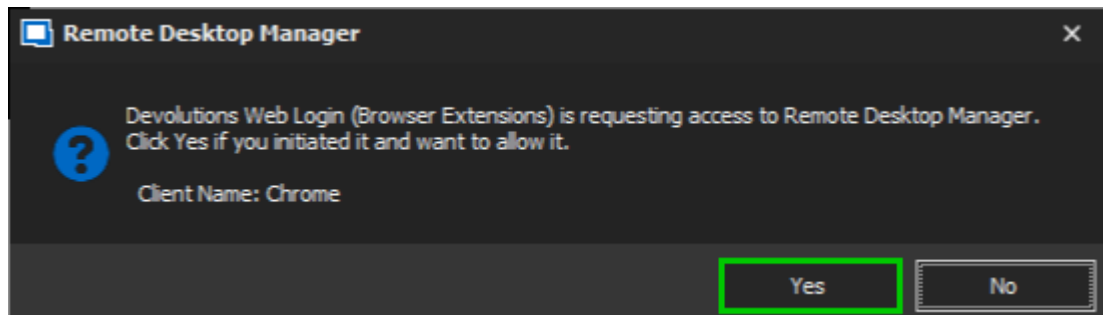 Remote Desktop Manager
Devolutions Web Login (Browser Extensions) is requesting access to Remote Desktop Manager.
Click Yes if you initiated it and want to allow it.
Client Name: Chrome
Yes
No